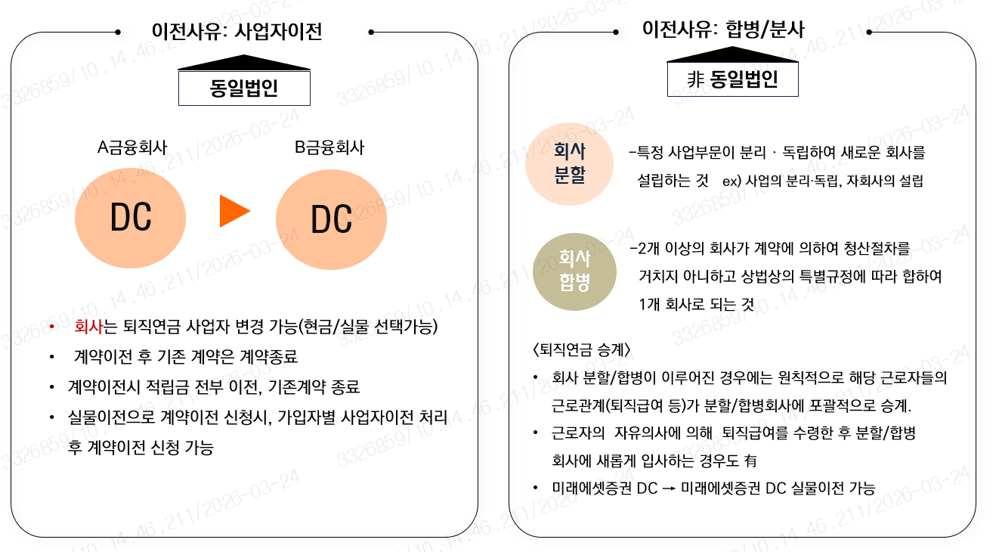 이전사유: 사업자이전
동일법인
A금융회사
B금융회사
DC
DC
• 회사는 퇴직연금 사업자 변경 가능(현금/실물 선택가능)
• 계약이전 후 기존 계약은 계약종료
• 계약이전시 적립금 전부 이전, 기존계약 종료
• 실물이전으로 계약이전 신청시, 가입자별 사업자이전 처리
후 계약이전 신청 가능
이전사유: 합병/분사
非 동일법인
회사
분할
-특정 사업부문이 분리 · 독립하여 새로운 회사를
설립하는 것 ex) 사업의 분리·독립, 자회사의 설립
회사
합병
-2개 이상의 회사가 계약에 의하여 청산절차를
거치지 아니하고 상법상의 특별규정에 따라 합하여
1개 회사로 되는 것
<퇴직연금 승계>
• 회사 분할/합병이 이루어진 경우에는 원칙적으로 해당 근로자들의
근로관계(퇴직급여 등)가 분할/합병회사에 포괄적으로 승계.
• 근로자의 자유의사에 의해 퇴직급여를 수령한 후 분할/합병
회사에 새롭게 입사하는 경우도 有
• 미래에셋증권 DC → 미래에셋증권 DC 실물이전 가능
3326859/10.14.46.211/2026-03-24